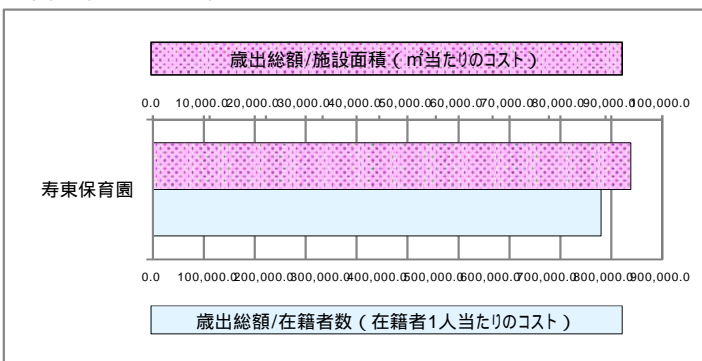 歳出総額/施設面積(㎡当たりのコスト)
0.0 10,000.0 20,000.0 30,000.0 40,000.0 50,000.0 60,000.0 70,000.0 80,000.0 90,000.0 100,000.0
寿東保育園
0.0 100,000.0 200,000.0 300,000.0 400,000.0 500,000.0 600,000.0 700,000.0 800,000.0 900,000.0
歳出総額/在籍者数(在籍者1人当たりのコスト)